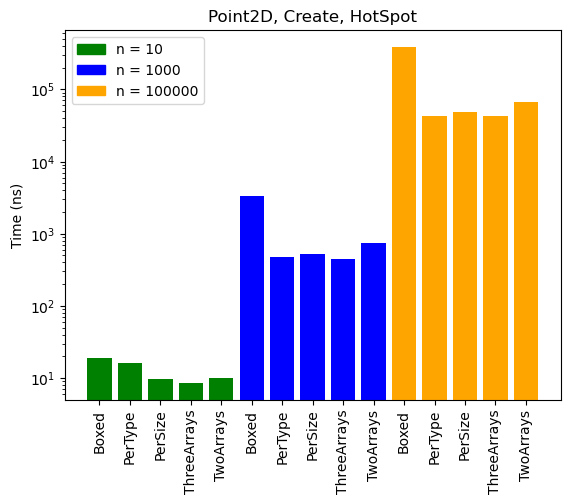 Point2D, Create, HotSpot
n = 10
n = 1000
n = 100000
Time (ns)
10^5
10^4
10^3
10^2
10^1
Boxed
PerType
PerSize
ThreeArrays
TwoArrays
Boxed
PerType
PerSize
ThreeArrays
TwoArrays
Boxed
PerType
PerSize
ThreeArrays
TwoArrays